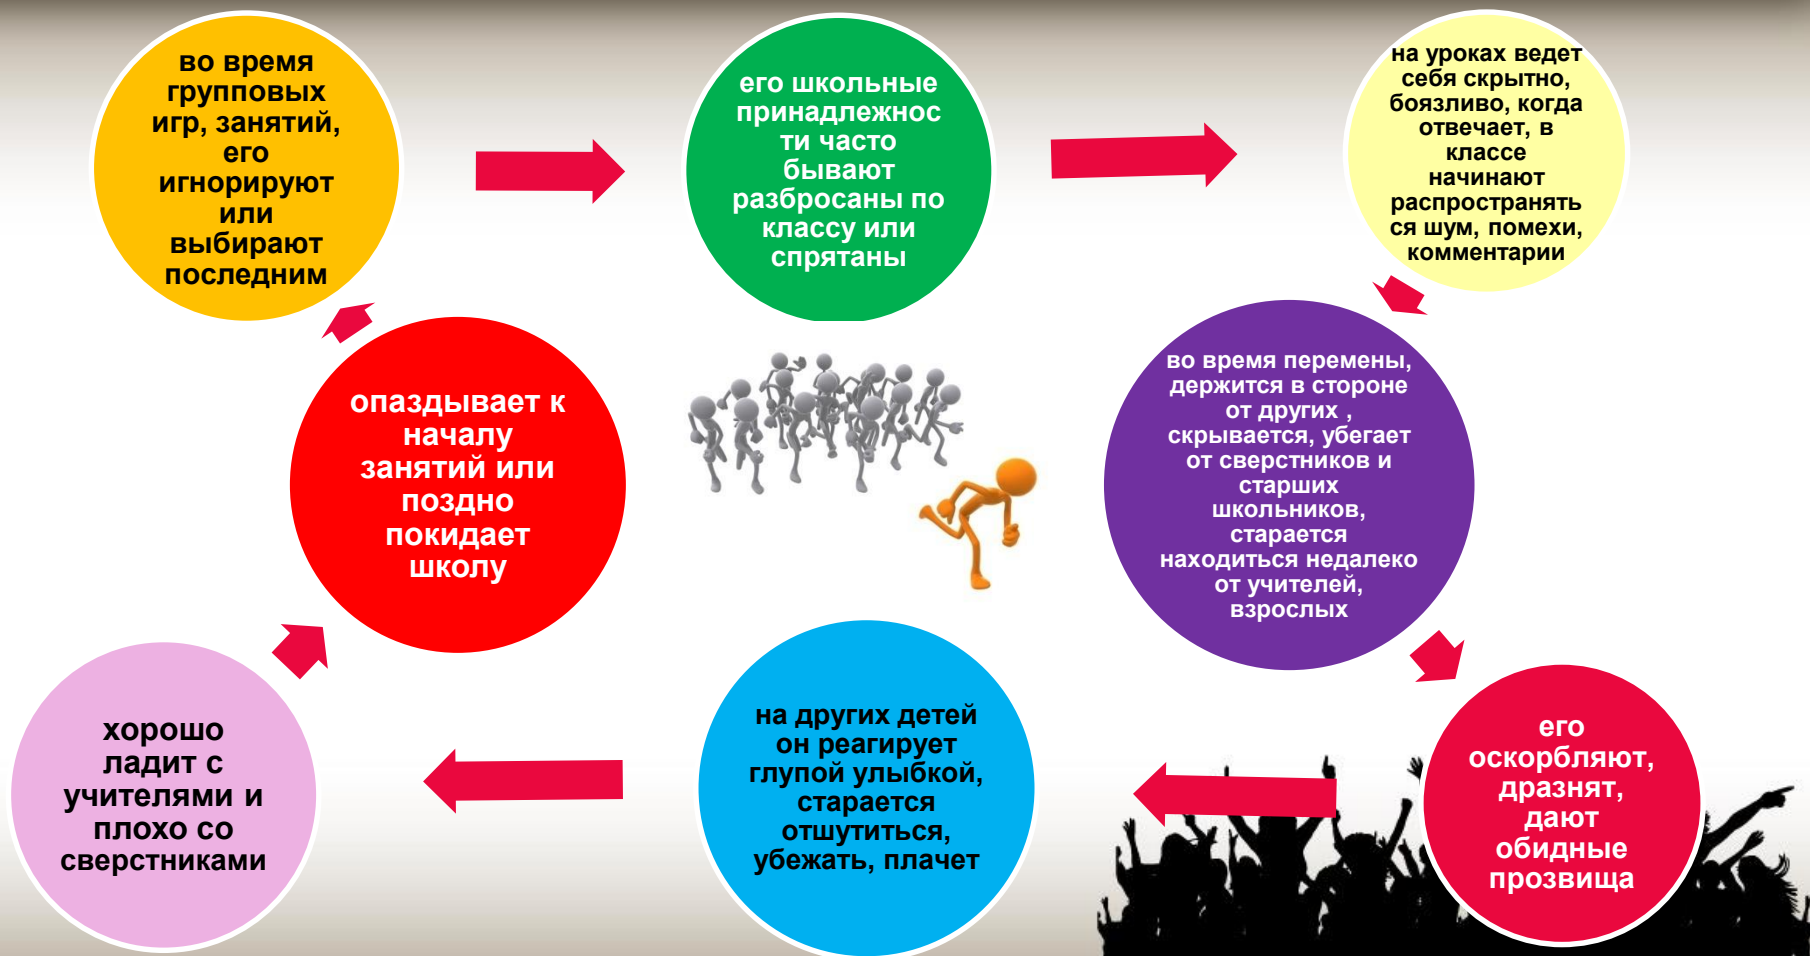 во время
групповых
игр, занятий,
его
игнорируют
или
выбирают
последним
его школьные
принадлежнос
ти часто
бывают
разбросаны по
классу или
спрятаны
на уроках ведет
себя скрытно,
боязливо, когда
отвечает, в
классе
начинают
распространять
ся шум, помехи,
комментарии
во время перемены,
держится в стороне
от других ,
скрывается, убегает
от сверстников и
старших
школьников,
старается
находиться недалеко
от учителей,
взрослых
его
оскорбляют,
дразнят,
дают
обидные
прозвища
на других детей
он реагирует
глупой улыбкой,
старается
отшутиться,
убежать, плачет
хорошо
ладит с
учителями и
плохо со
сверстниками
опаздывает к
началу
занятий или
поздно
покидает
школу